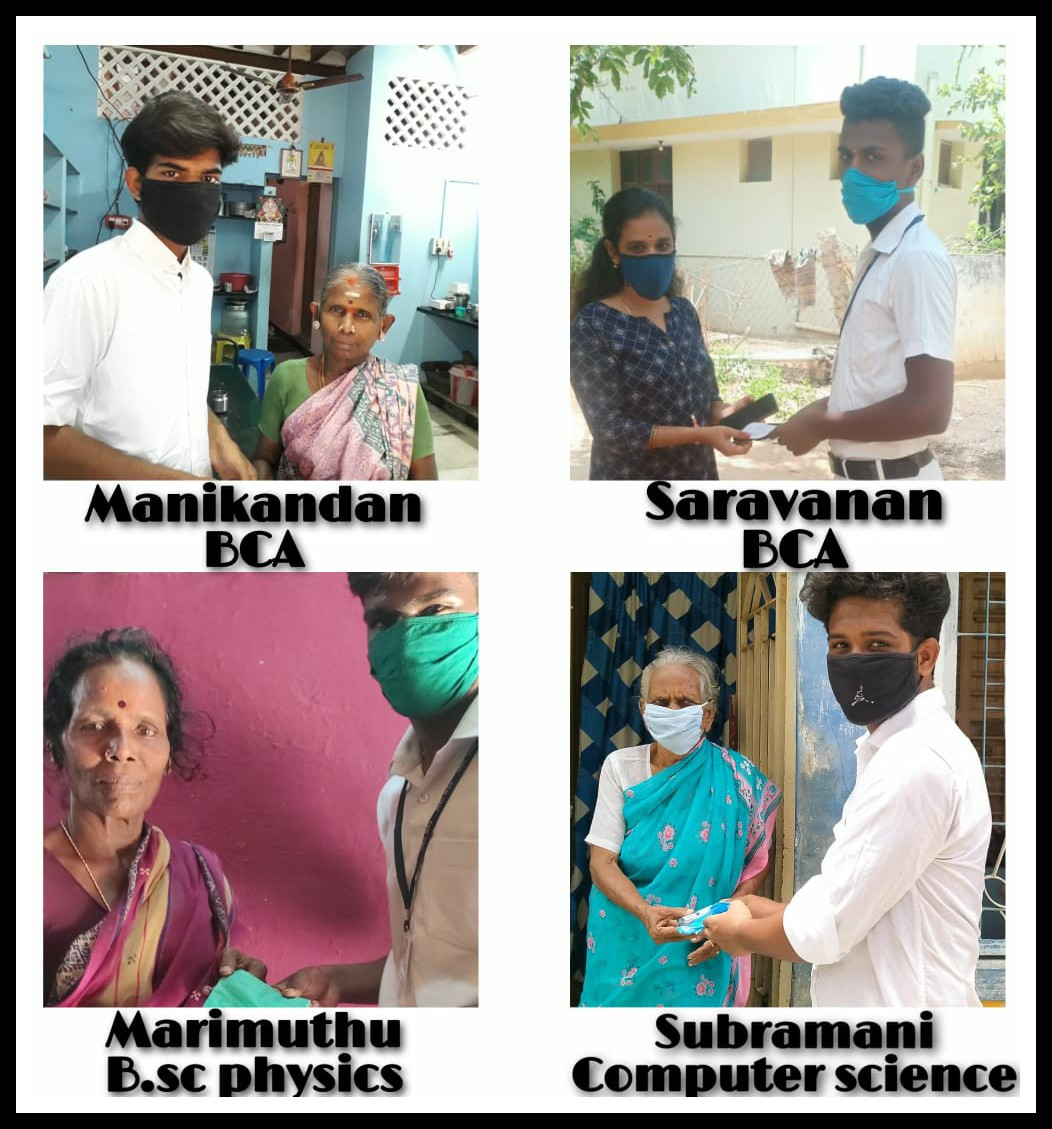 Manikandan
BCA
Saravanan
BCA
Marimuthu
B.sc physics
Subramani
Computer science